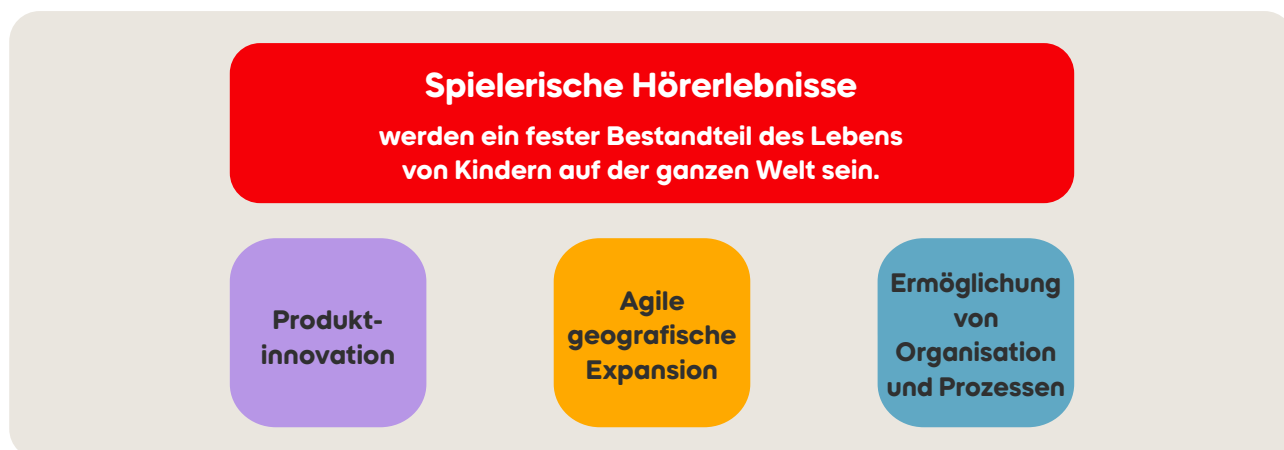 Spielerische Hörerlebnisse
werden ein fester Bestandteil des Lebens
von Kindern auf der ganzen Welt sein.
Produkt-
innovation
Agile
geografische
Expansion
Ermöglichung
von
Organisation
und Prozessen